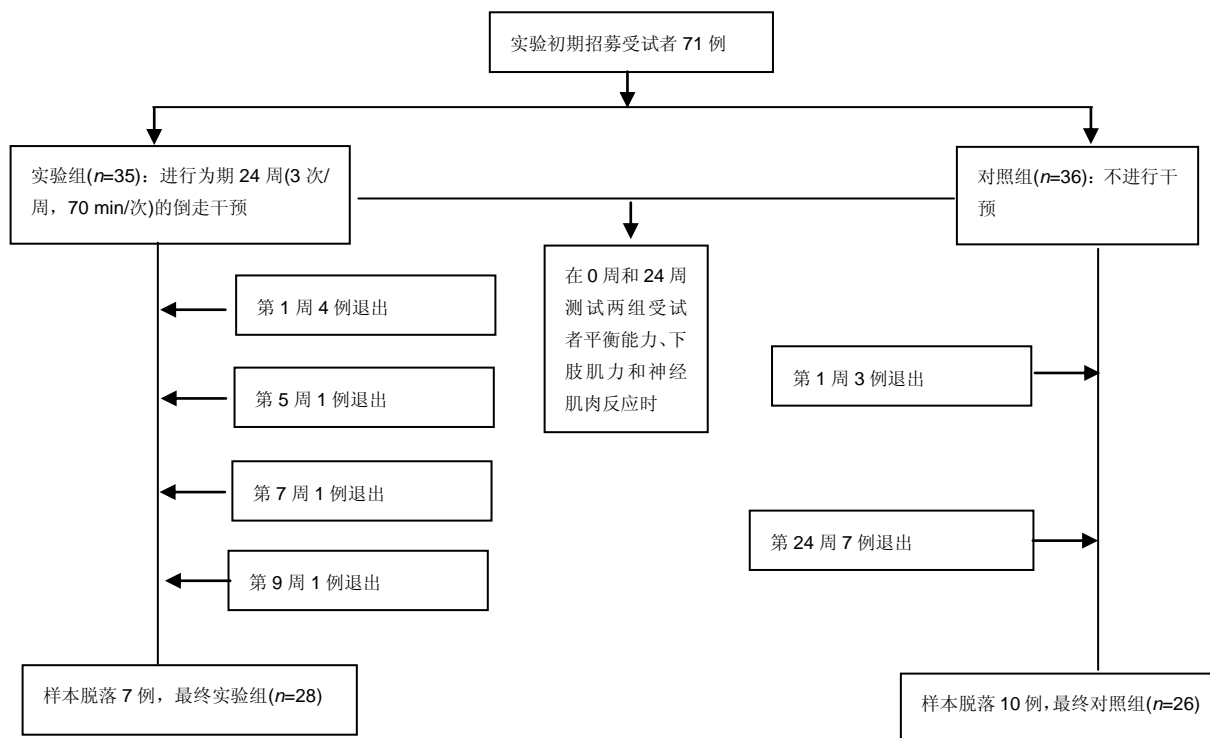 实验初期招募受试者 71 例
实验组(n=35)：进行为期 24 周(3 次/
周，70 min/次)的倒走干预
对照组(n=36)：不进行干
预
在 0 周和 24 周
测试两组受试
者平衡能力、下
肢肌力和神经
肌肉反应时
第 1 周 4 例退出
第 5 周 1 例退出
第 7 周 1 例退出
第 9 周 1 例退出
第 1 周 3 例退出
第 24 周 7 例退出
样本脱落 7 例，最终实验组(n=28)
样本脱落 10 例，最终对照组(n=26)